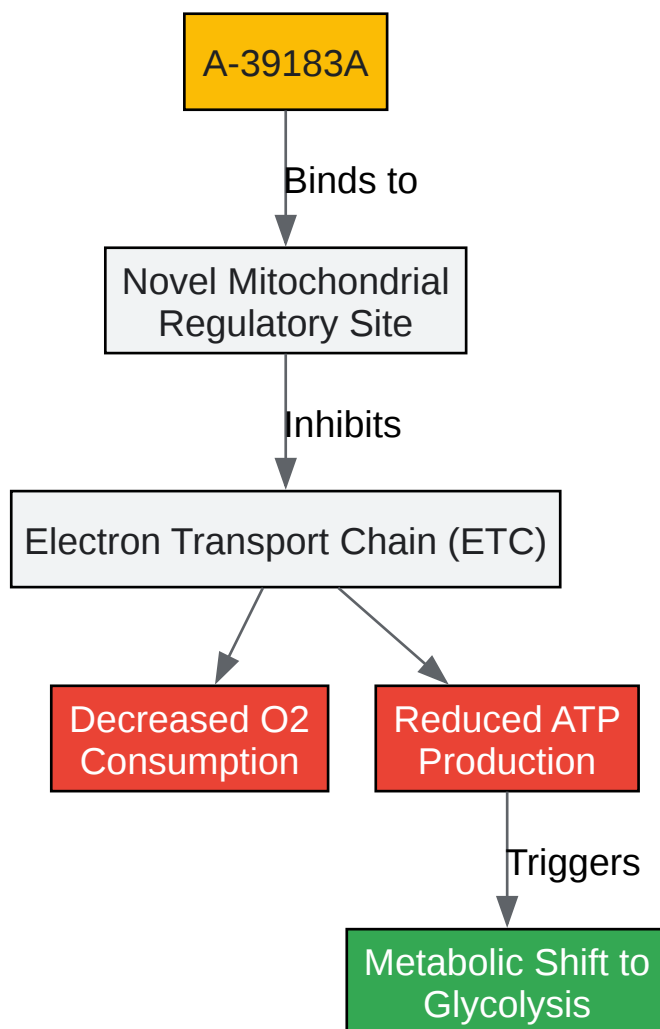 A-39183A
Binds to
Novel Mitochondrial
Regulatory Site
Inhibits
Electron Transport Chain (ETC)
Decreased O2
Consumption
Reduced ATP
Production
Triggers
Metabolic Shift to
Glycolysis